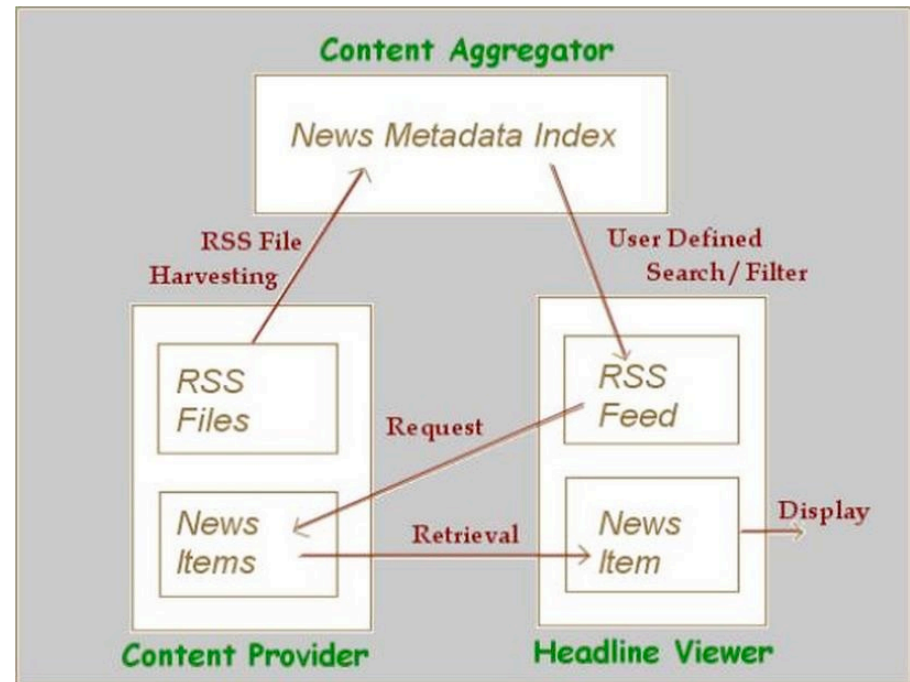 Content Aggregator
News Metadata Index
RSS File
Harvesting
User Defined
Search / Filter
RSS
Files
RSS
Feed
Request
News
Items
Retrieval
News
Item
Display
Content Provider
Headline Viewer